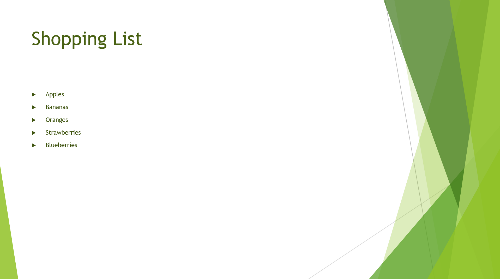 Shopping List
Apples
Bananas
Oranges
Strawberries
Blueberries